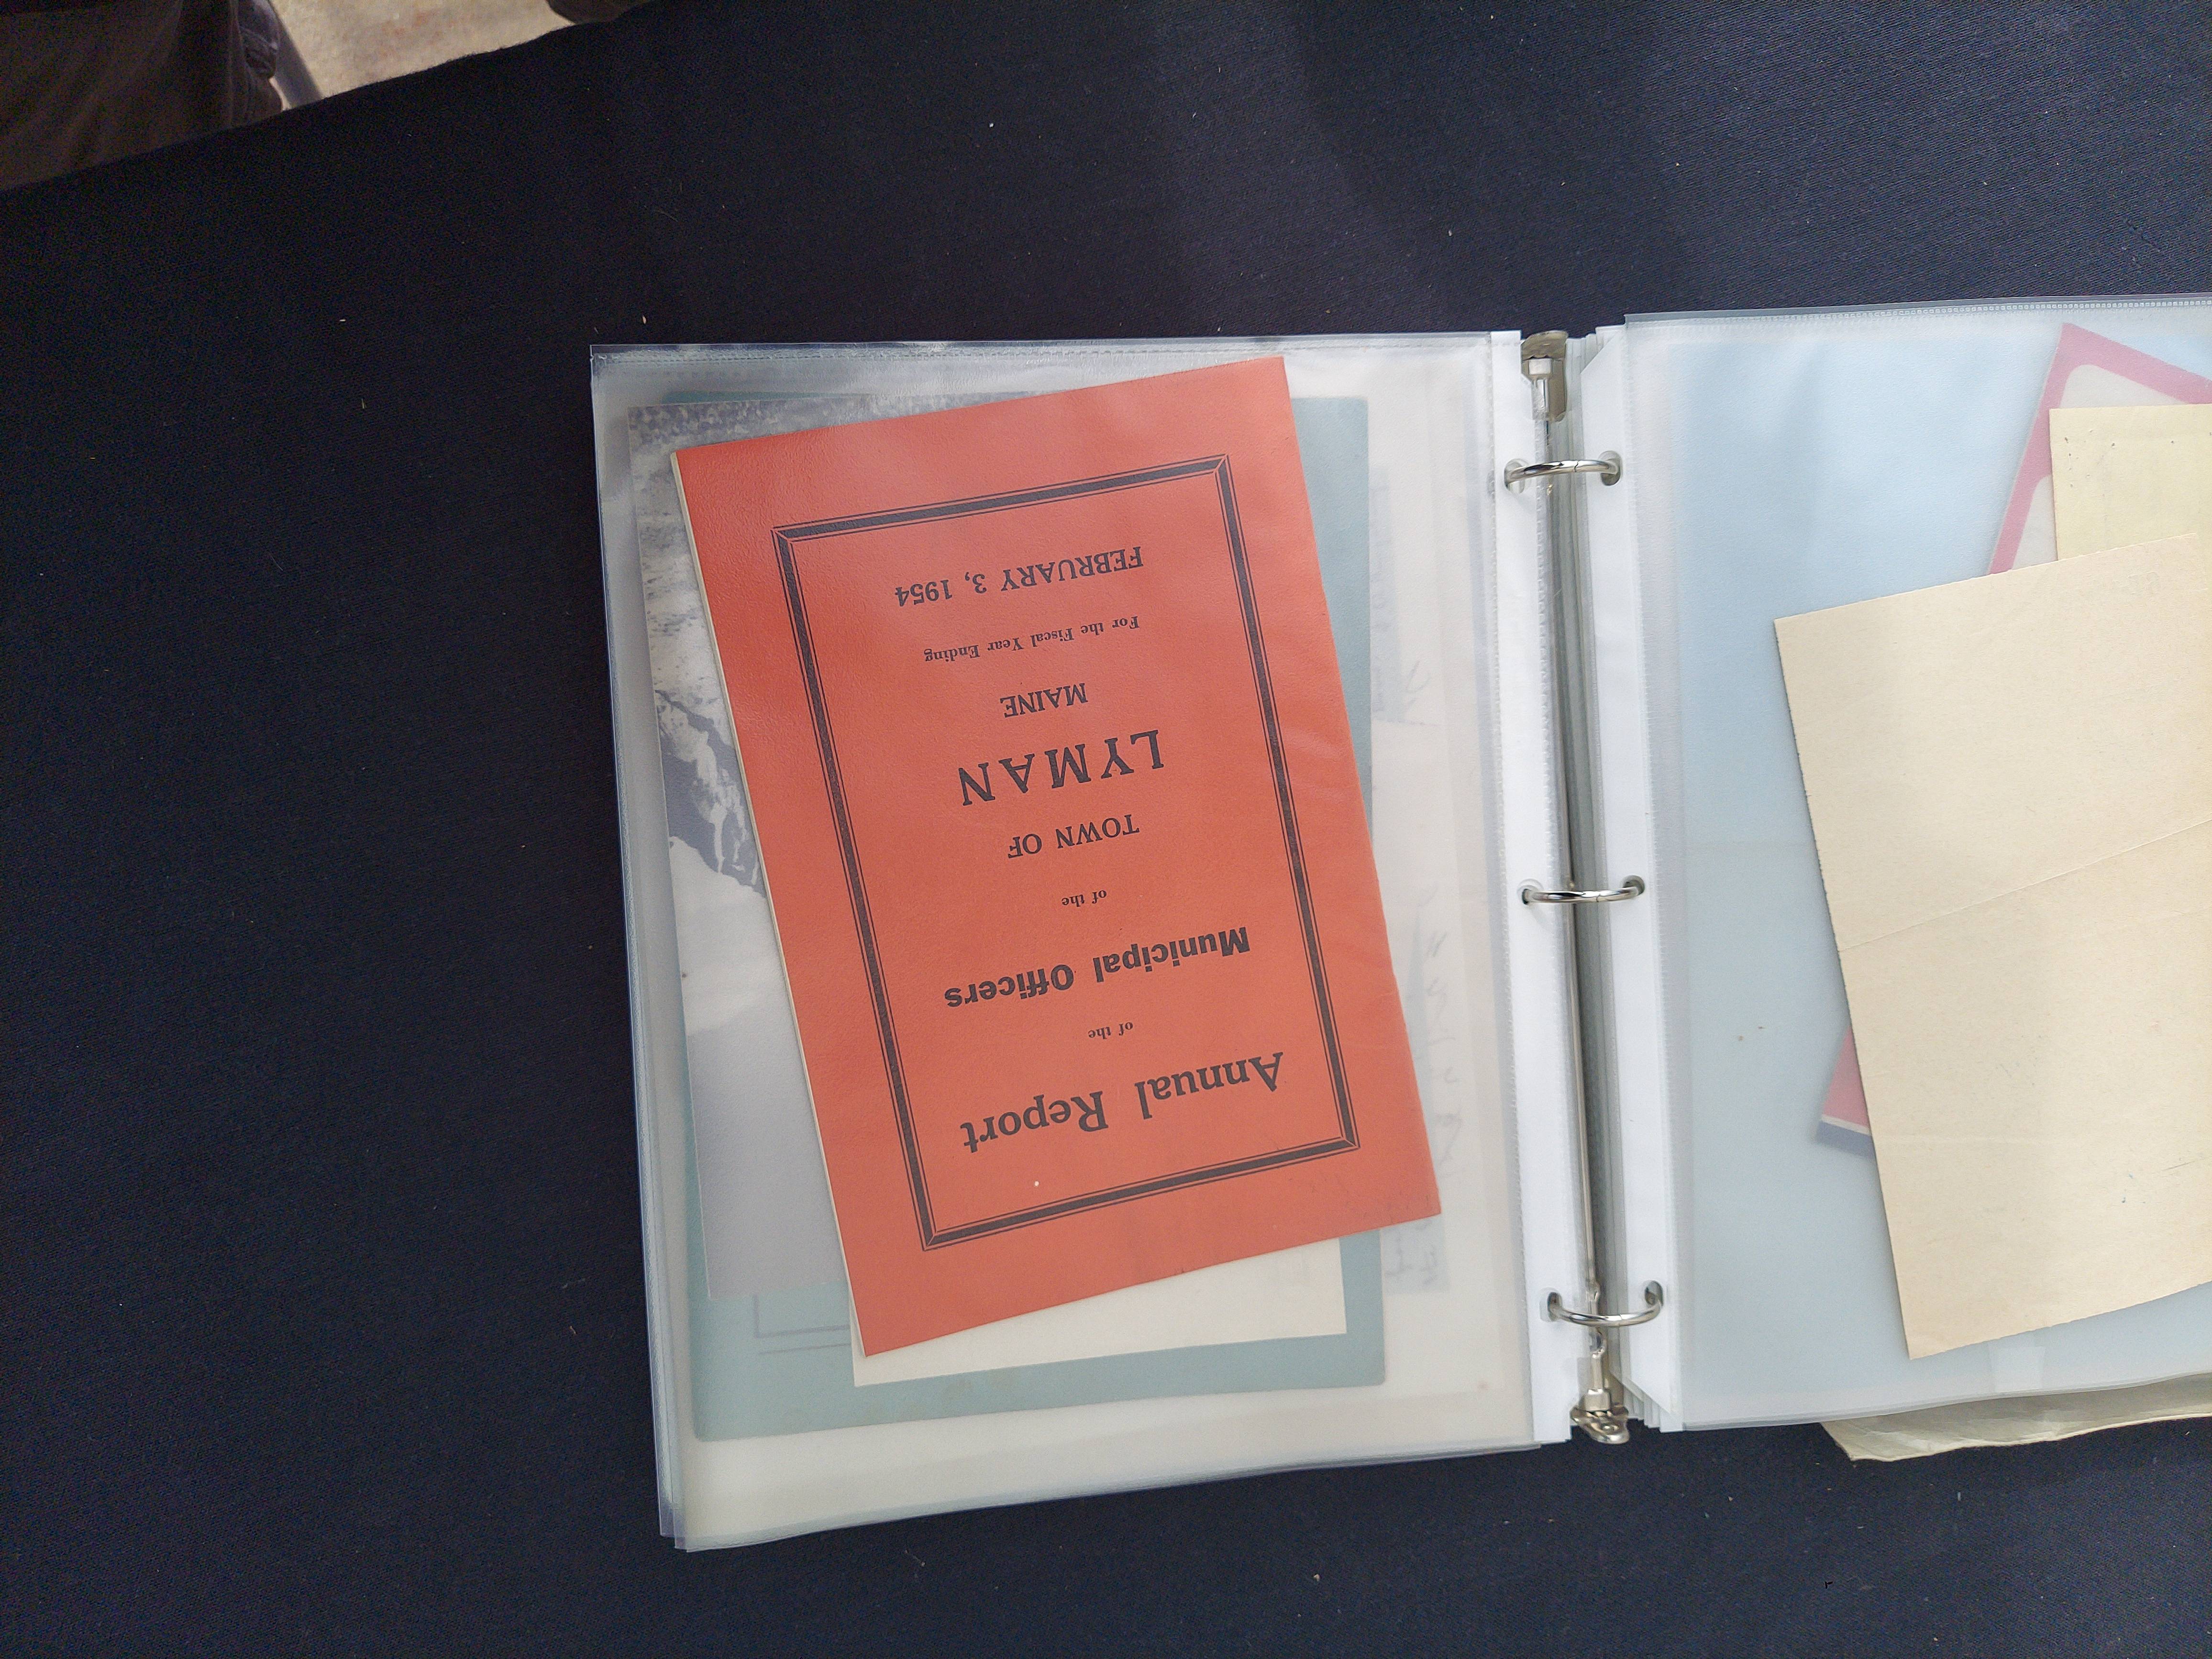 Annual Report
of the
Municipal Officers
of the
TOWN OF
LYMAN
MAINE
For the Fiscal Year Ending
FEBRUARY 3, 1954